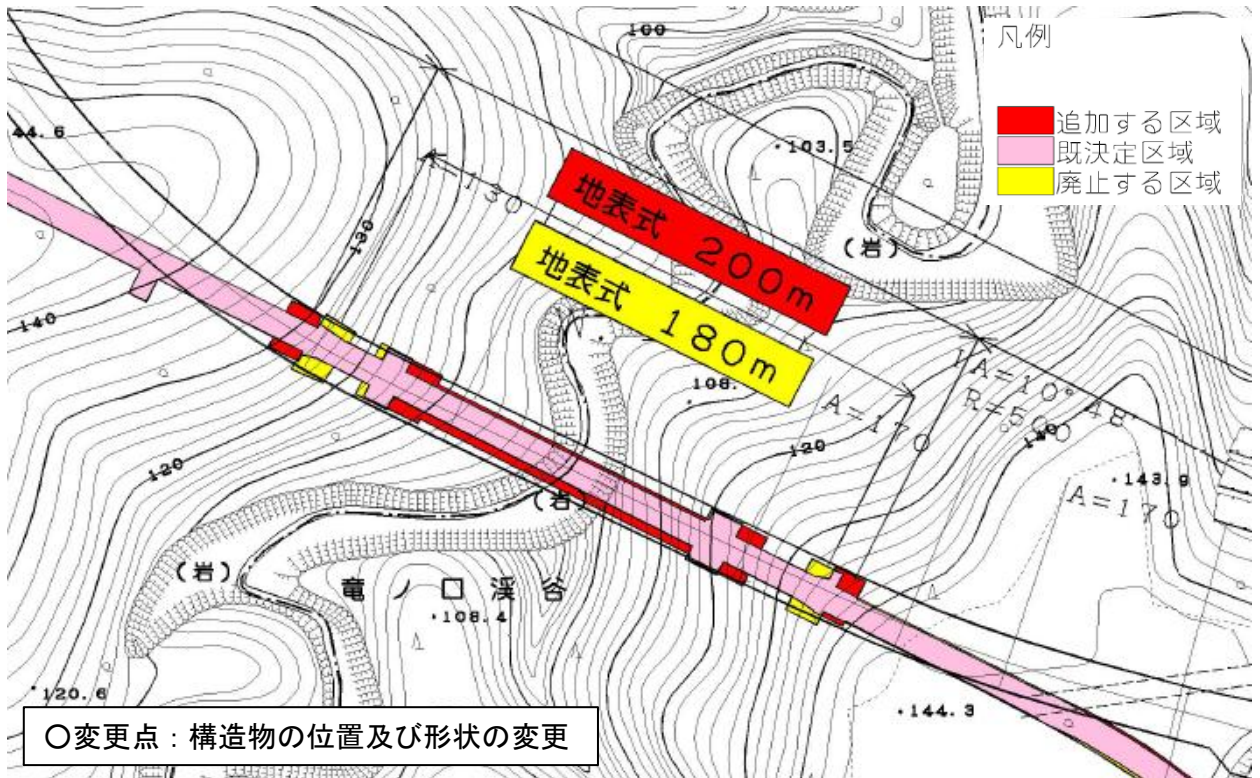 凡例
追加する区域
既決定区域
廃止する区域
100
44.6
・103.5
A=130
地表式 200m
地表式 180m
130
(岩)
140
108.
A=170
IA=10°48
R=500
120
・143.9
A=170
120
(岩)
(岩)
竜ノ口渓谷
・108.4
・120.6
・144.3
〇変更点：構造物の位置及び形状の変更